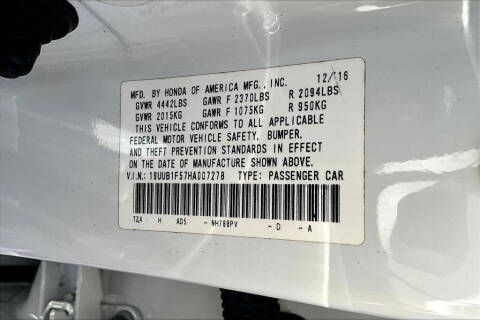 MFD. BY HONDA OF AMERICA MFG., INC. 12/16
GVWR 4442LBS GAWR F 2370LBS R 2094LBS
GVWR 2015KG GAWR F 1075KG R 950KG
THIS VEHICLE CONFORMS TO ALL APPLICABLE
FEDERAL MOTOR VEHICLE SAFETY, BUMPER,
AND THEFT PREVENTION STANDARDS IN EFFECT
ON THE DATE OF MANUFACTURE SHOWN ABOVE.
V.I.N.: 19UUB1F57HA007278 TYPE: PASSENGER CAR
TZ4 H AD5 - NH788PV - D - A